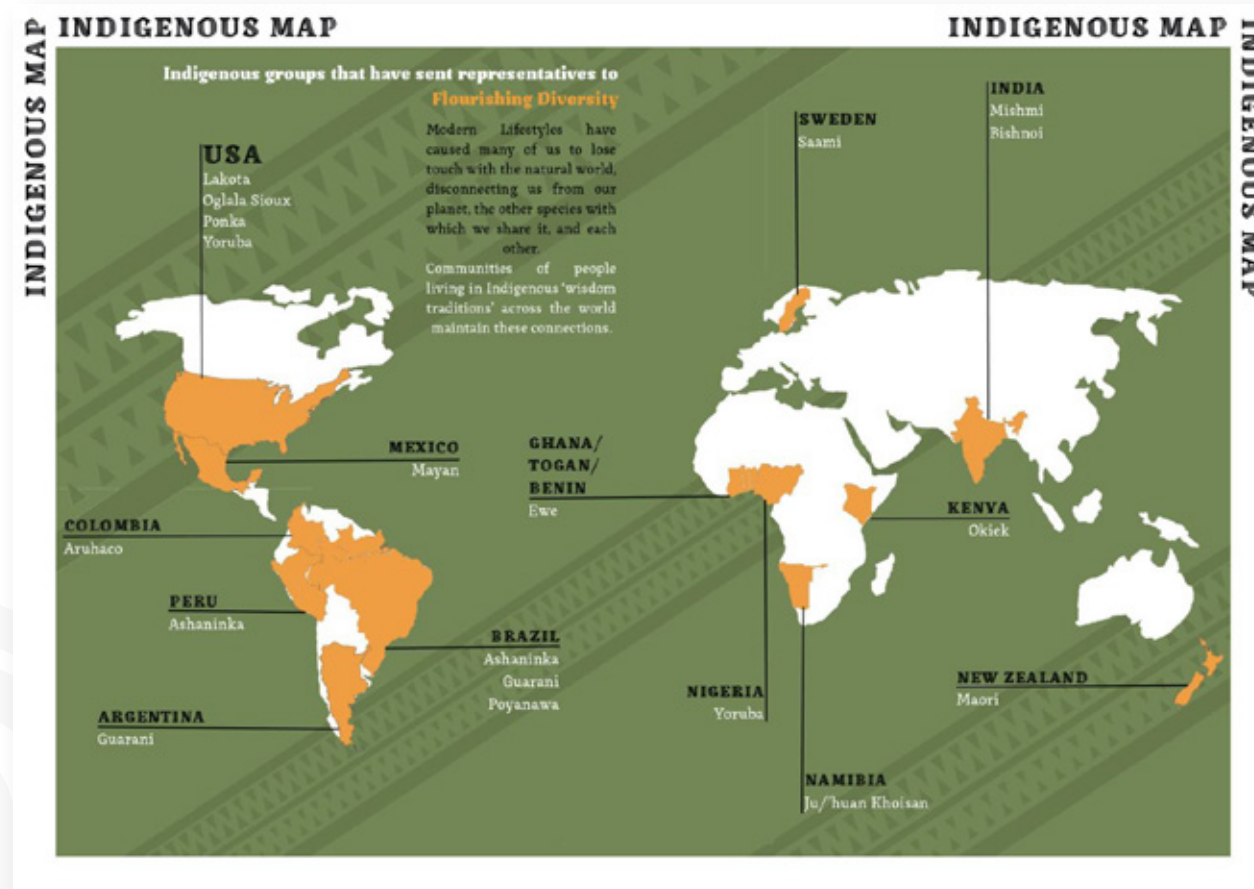 INDIGENOUS MAP
INDIGENOUS MAP
INDIGENOUS MAP
INDIGENOUS MAP
Indigenous groups that have sent representatives to
Flourishing Diversity
Modern Lifestyles have
caused many of us to lose
touch with the natural world,
disconnecting us from our
planet, the other species with
which we share it, and each
other.
Communities of people
living in Indigenous 'wisdom
traditions' across the world
maintain these connections.
USA
Lakota
Oglala Sioux
Ponka
Yoruba
SWEDEN
Saami
INDIA
Mishmi
Bishnoi
MEXICO
Mayan
GHANA/
TOGAN/
BENIN
Ewe
COLOMBIA
Aruhaco
KENYA
Okiek
PERU
Ashaninka
BRAZIL
Ashaninka
Guarani
Poyanawa
ARGENTINA
Guarani
NIGERIA
Yoruba
NEW ZEALAND
Maori
NAMIBIA
Ju/'huan Khoisan